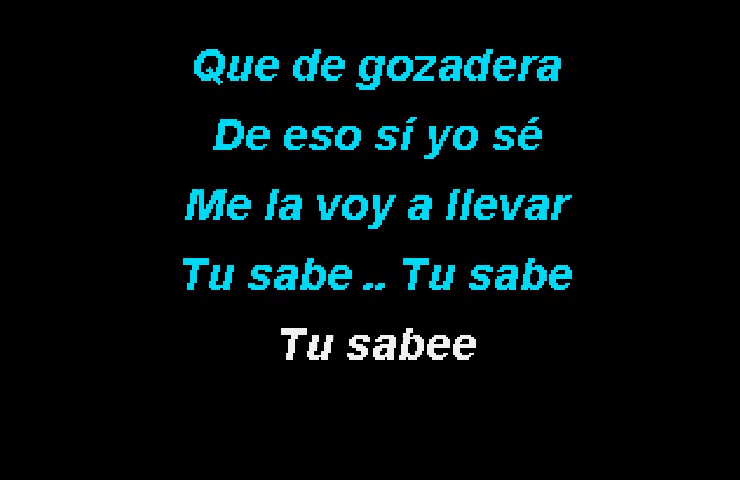 Que de gozadera
De eso sí yo sé
Me la voy a llevar
Tu sabe .. Tu sabe
Tu sabee